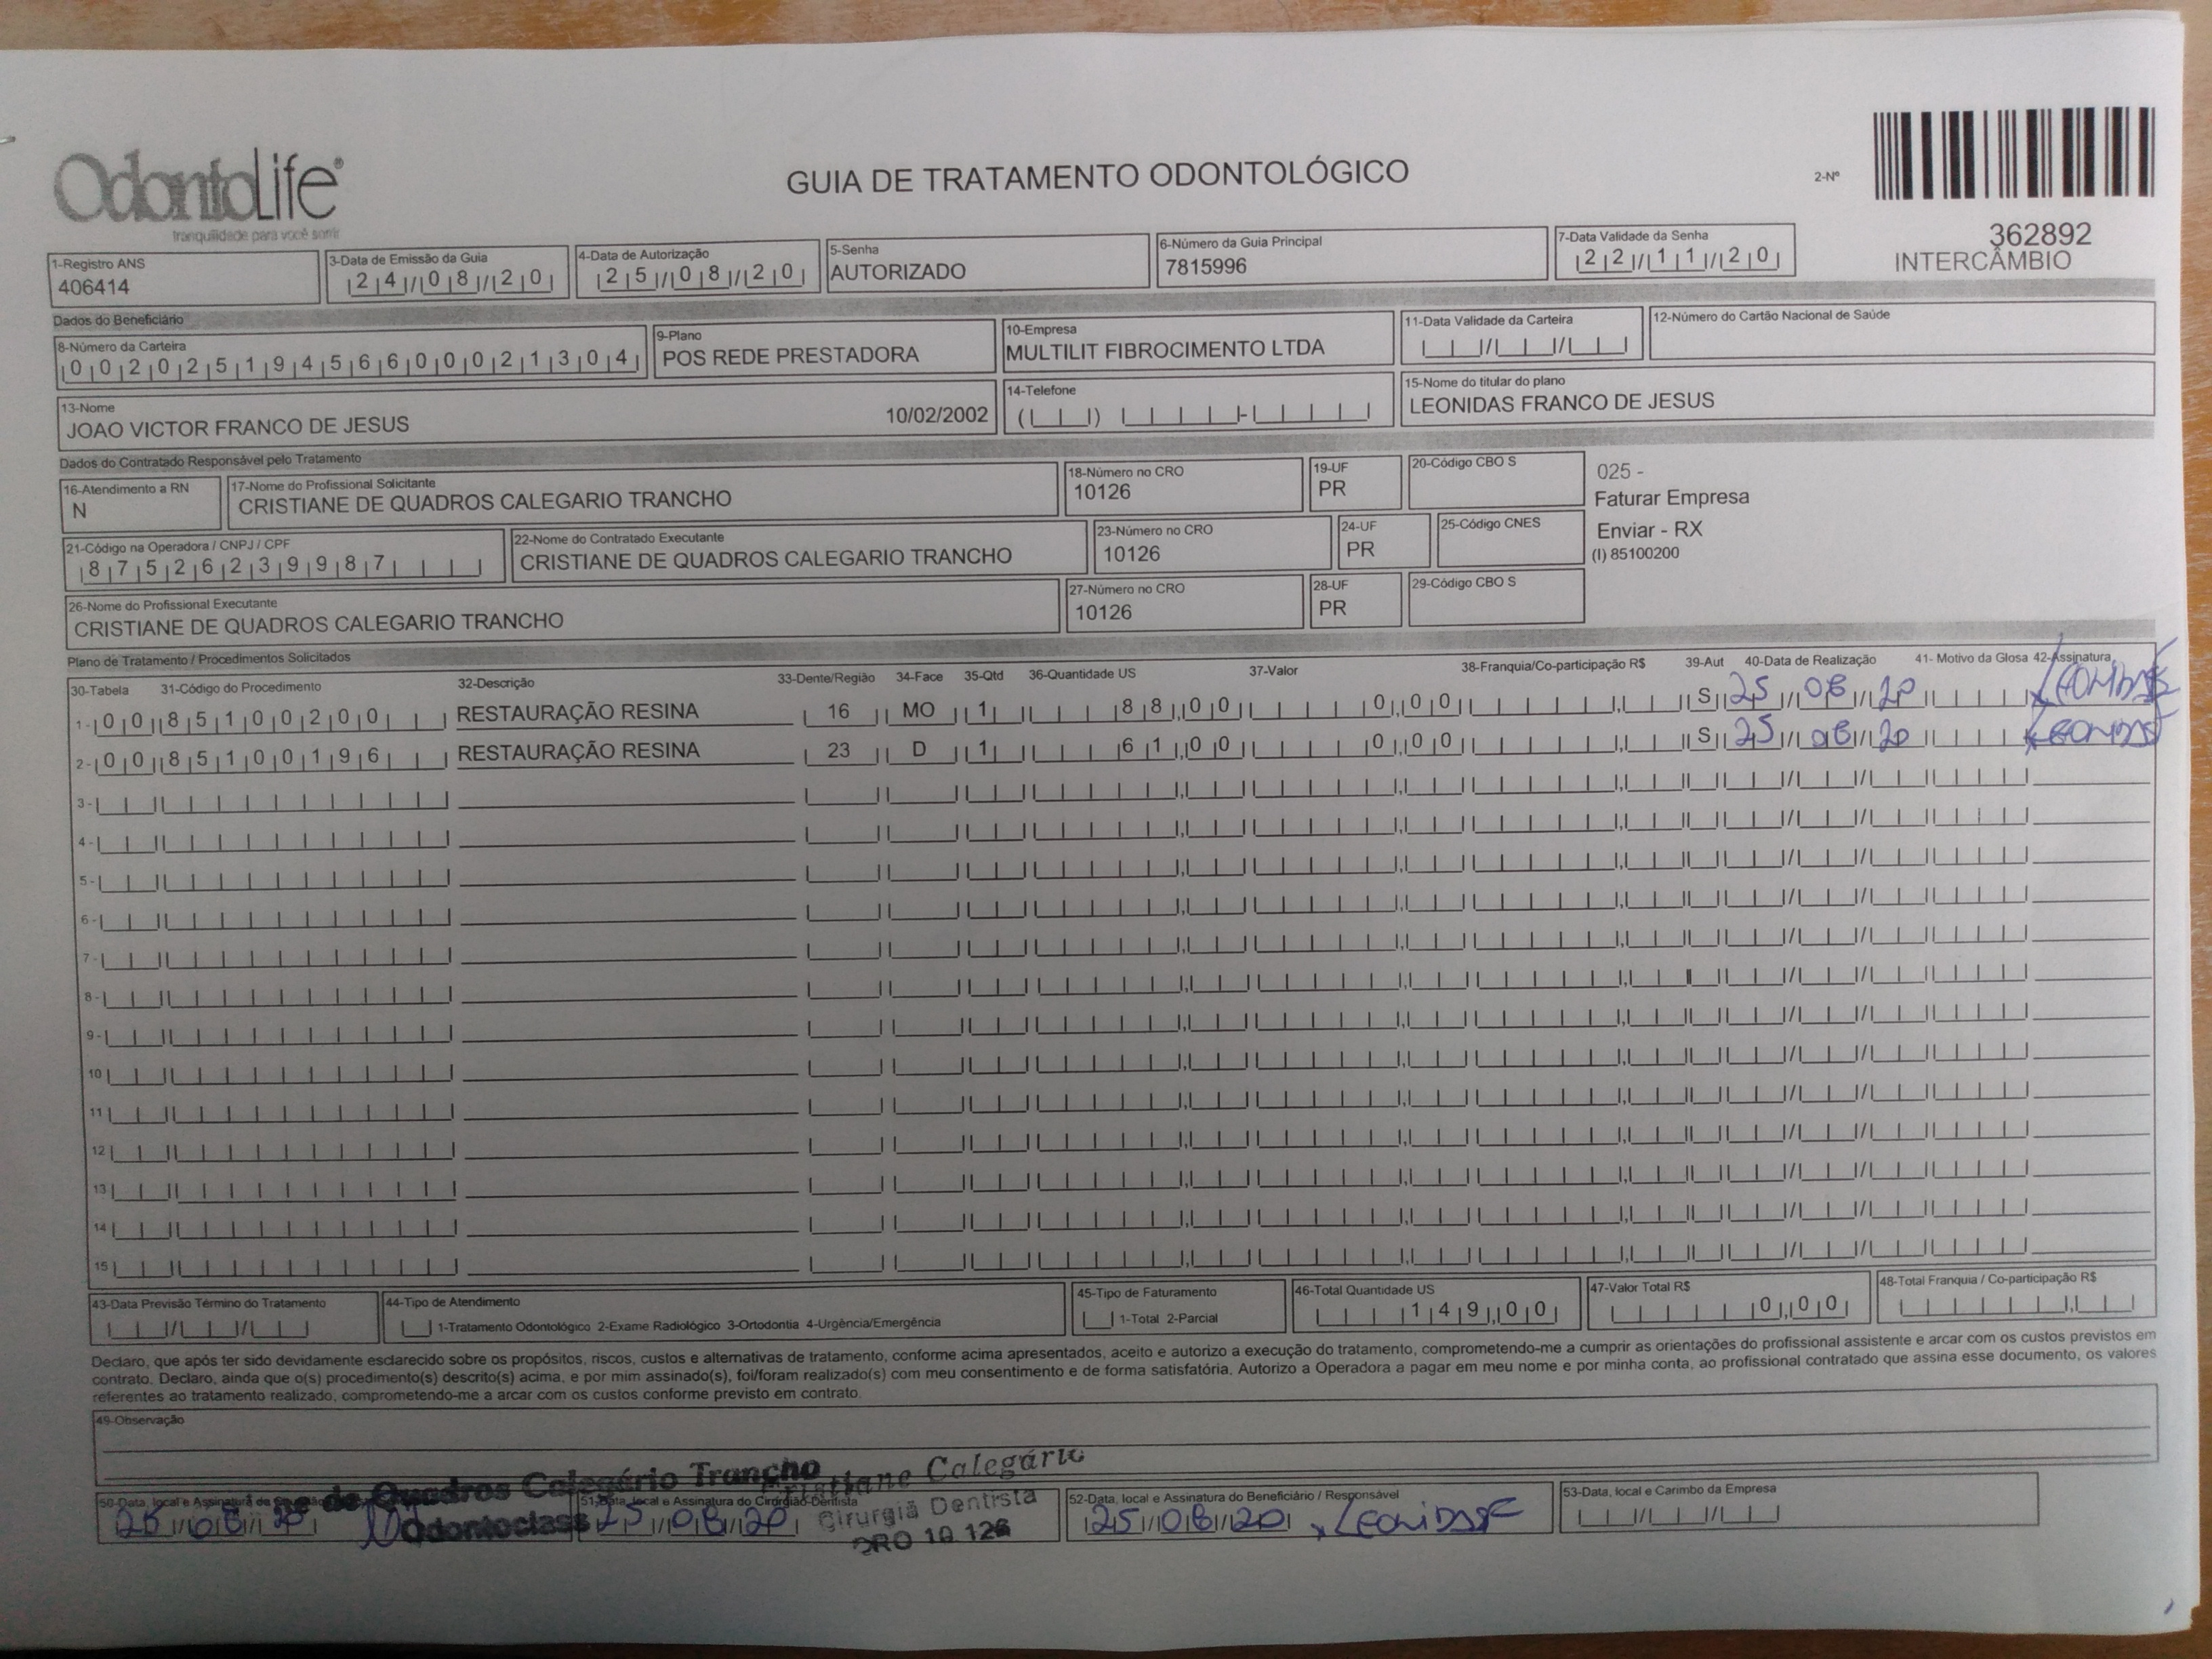 OdontoLife®
tranquilidade para você sorrir
GUIA DE TRATAMENTO ODONTOLÓGICO
2-Nº
362892
INTERCÂMBIO
1-Registro ANS
406414
3-Data de Emissão da Guia
24/08/20
4-Data de Autorização
25/08/20
5-Senha
AUTORIZADO
6-Número da Guia Principal
7815996
7-Data Validade da Senha
22/11/20
Dados do Beneficiário
8-Número da Carteira
00202519456600021304
9-Plano
POS REDE PRESTADORA
10-Empresa
MULTILIT FIBROCIMENTO LTDA
11-Data Validade da Carteira
12-Número do Cartão Nacional de Saúde
13-Nome
JOAO VICTOR FRANCO DE JESUS 10/02/2002
14-Telefone
15-Nome do titular do plano
LEONIDAS FRANCO DE JESUS
Dados do Contratado Responsável pelo Tratamento
16-Atendimento a RN
N
17-Nome do Profissional Solicitante
CRISTIANE DE QUADROS CALEGARIO TRANCHO
18-Número no CRO
10126
19-UF
PR
20-Código CBO S
025 -
Faturar Empresa
Enviar - RX
(I) 85100200
21-Código na Operadora / CNPJ / CPF
87526239987
22-Nome do Contratado Executante
CRISTIANE DE QUADROS CALEGARIO TRANCHO
23-Número no CRO
10126
24-UF
PR
25-Código CNES
26-Nome do Profissional Executante
CRISTIANE DE QUADROS CALEGARIO TRANCHO
27-Número no CRO
10126
28-UF
PR
29-Código CBO S
Plano de Tratamento / Procedimentos Solicitados
30-Tabela 31-Código do Procedimento 32-Descrição 33-Dente/Região 34-Face 35-Qtd 36-Quantidade US 37-Valor 38-Franquia/Co-participação R$ 39-Aut 40-Data de Realização 41- Motivo da Glosa 42-Assinatura
1- 00 85100200 RESTAURAÇÃO RESINA 16 MO 1 88,00 0,00 S 25/08/20
2- 00 85100196 RESTAURAÇÃO RESINA 23 D 1 61,00 0,00 S 25/08/20
3-
4-
5-
6-
7-
8-
9-
10
11
12
13
14
15
43-Data Previsão Término do Tratamento
44-Tipo de Atendimento
1-Tratamento Odontológico 2-Exame Radiológico 3-Ortodontia 4-Urgência/Emergência
45-Tipo de Faturamento
1-Total 2-Parcial
46-Total Quantidade US
149,00
47-Valor Total R$
0,00
48-Total Franquia / Co-participação R$
Declaro, que após ter sido devidamente esclarecido sobre os propósitos, riscos, custos e alternativas de tratamento, conforme acima apresentados, aceito e autorizo a execução do tratamento, comprometendo-me a cumprir as orientações do profissional assistente e arcar com os custos previstos em
contrato. Declaro, ainda que o(s) procedimento(s) descrito(s) acima, e por mim assinado(s), foi/foram realizado(s) com meu consentimento e de forma satisfatória. Autorizo a Operadora a pagar em meu nome e por minha conta, ao profissional contratado que assina esse documento, os valores
referentes ao tratamento realizado, comprometendo-me a arcar com os custos conforme previsto em contrato.
49-Observação
de Quadros Calegário Trancho
Odontoclass
Cristiane Calegário
Cirurgiã Dentista
CRO 10.126
50-Data, local e Assinatura do
25/08/20
51-Data, local e Assinatura do Cirurgião-Dentista
25/08/20
52-Data, local e Assinatura do Beneficiário / Responsável
25/08/20 x Leonidas F
53-Data, local e Carimbo da Empresa